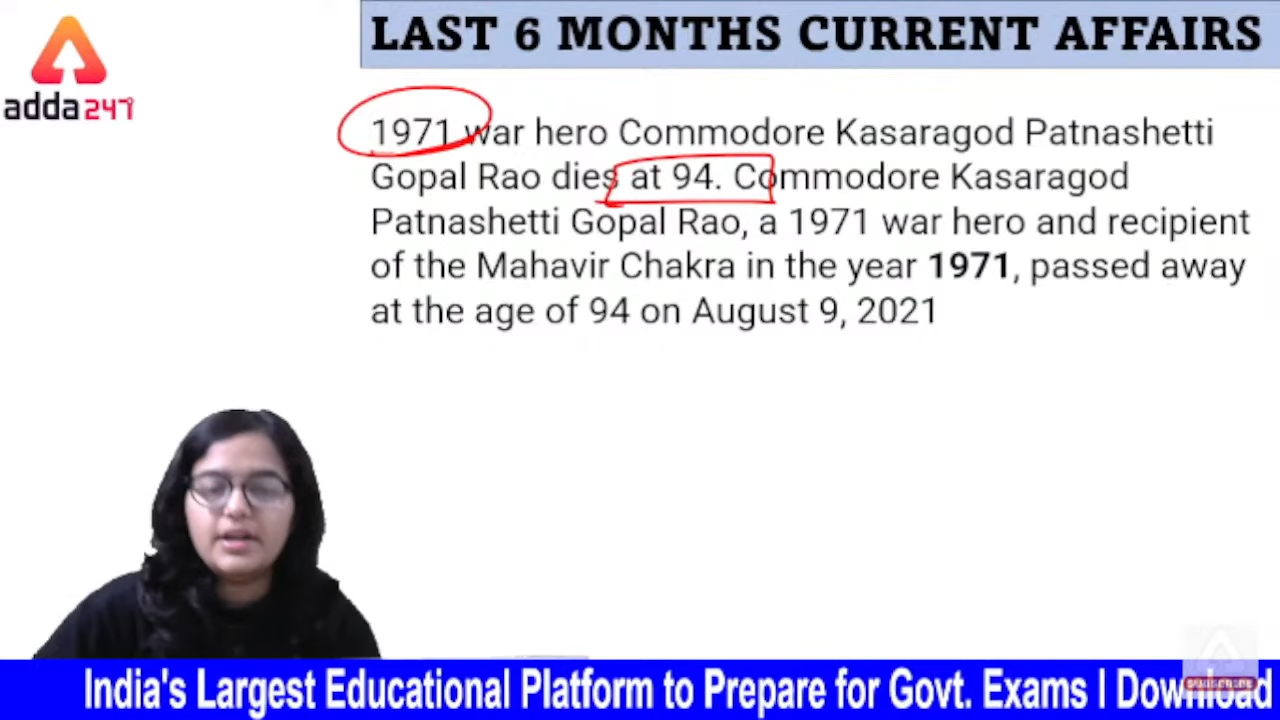 LAST 6 MONTHS CURRENT AFFAIRS
adda247
1971 war hero Commodore Kasaragod Patnashetti
Gopal Rao dies at 94. Commodore Kasaragod
Patnashetti Gopal Rao, a 1971 war hero and recipient
of the Mahavir Chakra in the year 1971, passed away
at the age of 94 on August 9, 2021
India's Largest Educational Platform to Prepare for Govt. Exams I Download
SUBSCRIBE